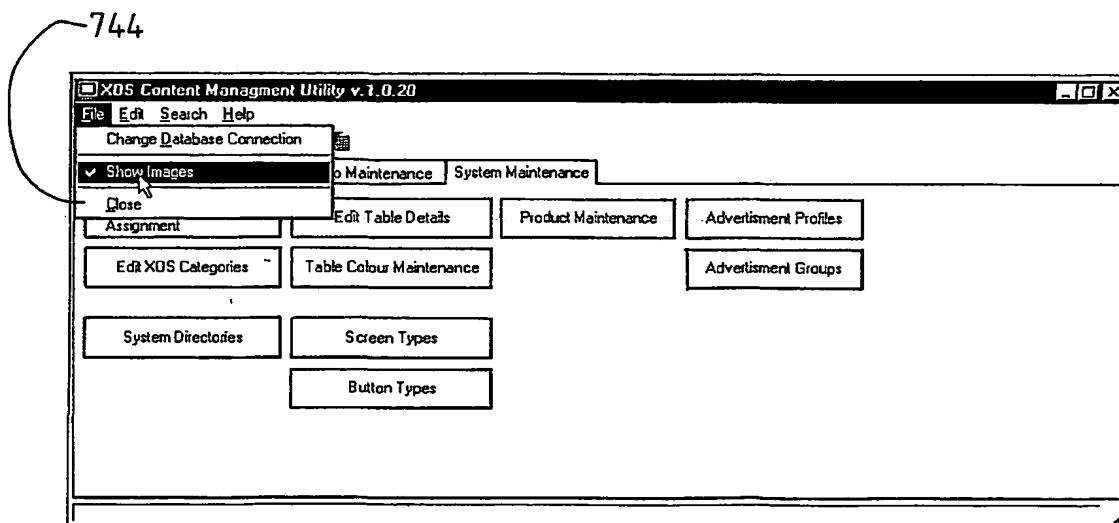 744
XOS Content Managment Utility v.1.0.20
File Edit Search Help
Change Database Connection
Show Images
Close
o Maintenance System Maintenance
Assignment Edit Table Details Product Maintenance Advertisment Profiles
Edit XOS Categories Table Colour Maintenance Advertisment Groups
System Directories Screen Types
Button Types